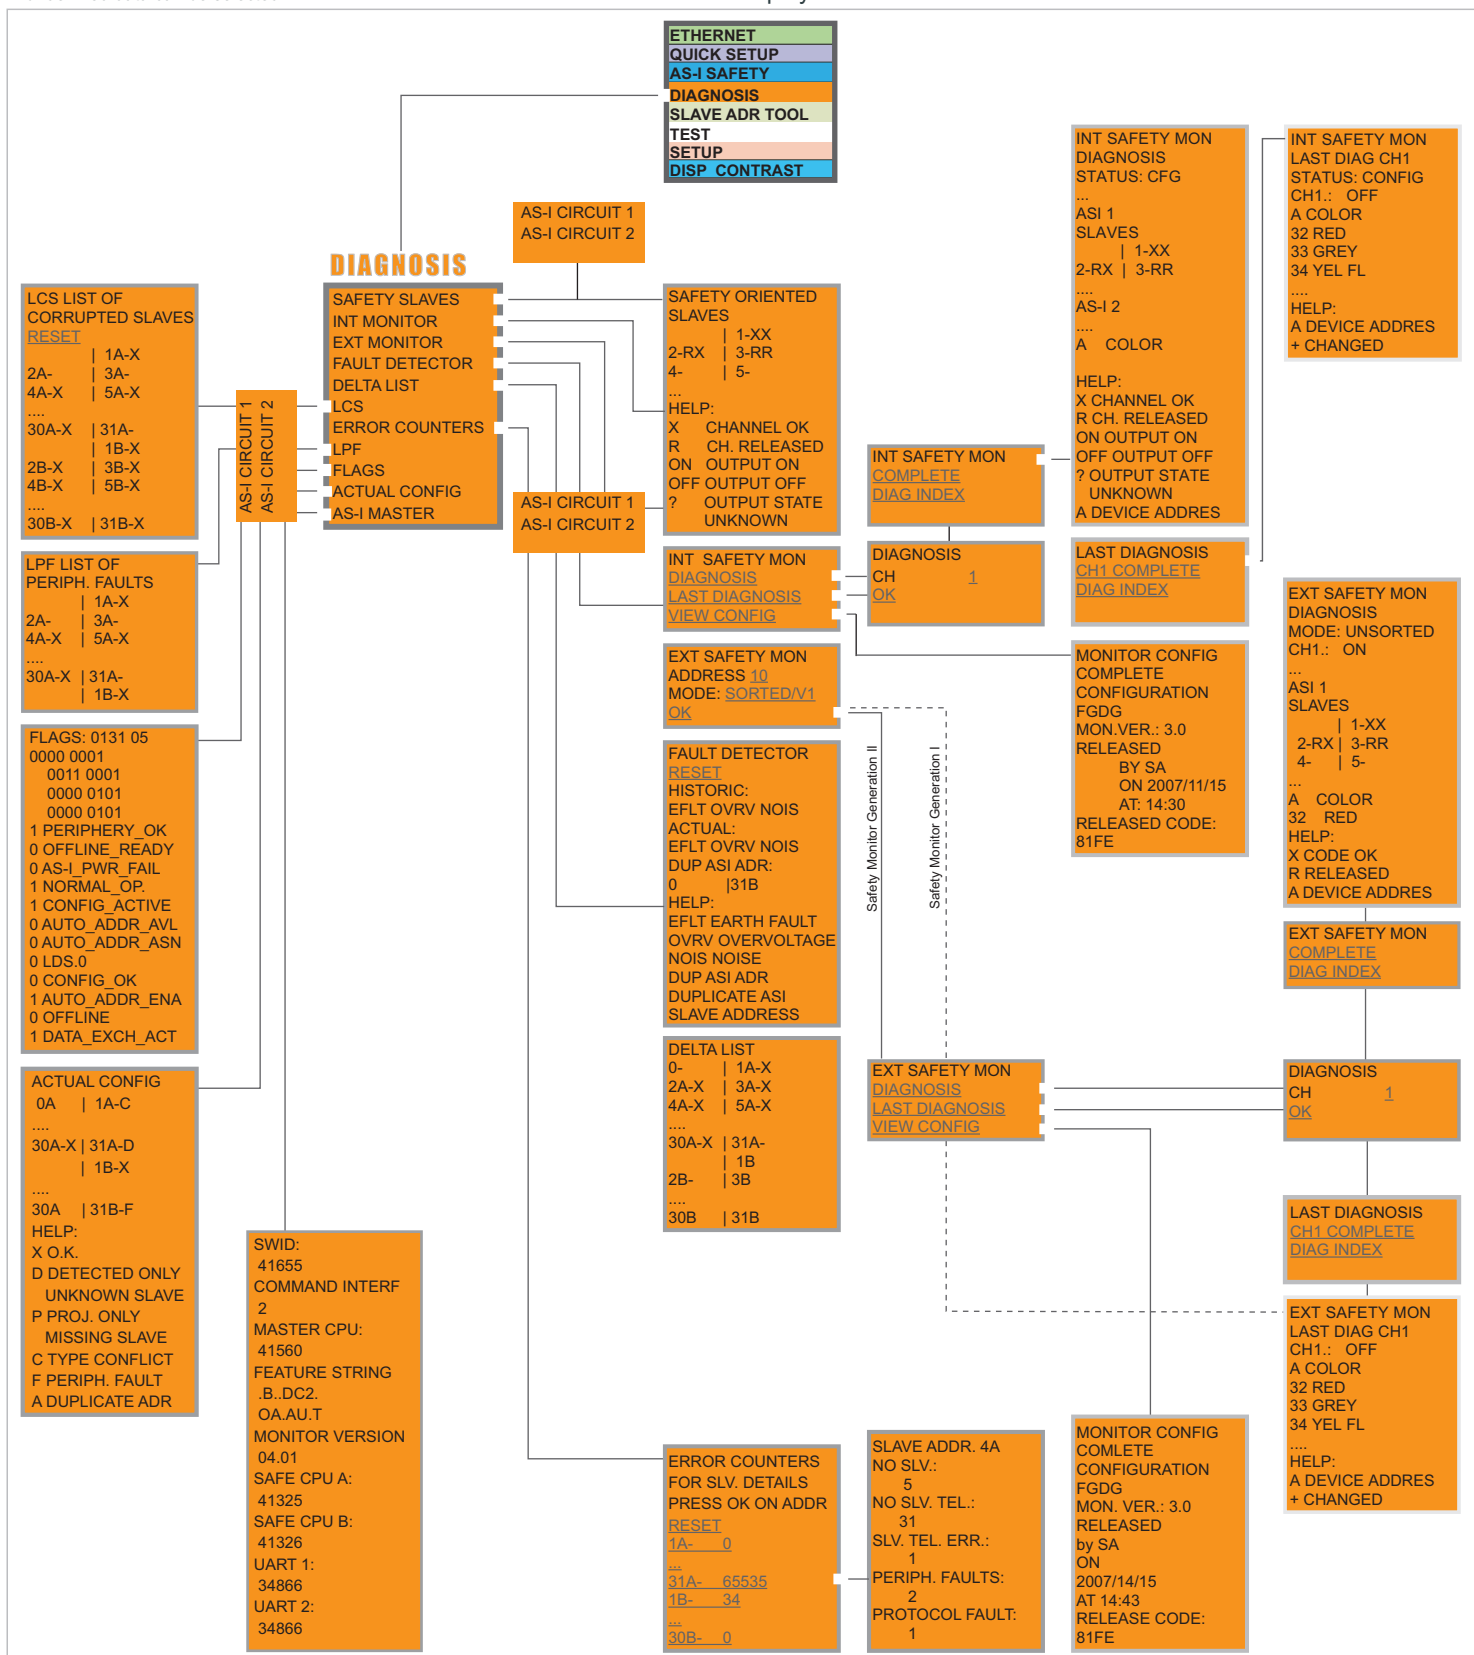 ETHERNET
QUICK SETUP
AS-I SAFETY
DIAGNOSIS
SLAVE ADR TOOL
TEST
SETUP
DISP CONTRAST
AS-I CIRCUIT 1
AS-I CIRCUIT 2
DIAGNOSIS
SAFETY SLAVES
INT MONITOR
EXT MONITOR
FAULT DETECTOR
DELTA LIST
LCS
ERROR COUNTERS
LPF
FLAGS
ACTUAL CONFIG
AS-I MASTER
AS-I CIRCUIT 1
AS-I CIRCUIT 2
AS-I CIRCUIT 1
AS-I CIRCUIT 2
LCS LIST OF
CORRUPTED SLAVES
RESET
| 1A-X
2A- | 3A-
4A-X | 5A-X
....
30A-X | 31A-
| 1B-X
2B-X | 3B-X
4B-X | 5B-X
....
30B-X | 31B-X
LPF LIST OF
PERIPH. FAULTS
| 1A-X
2A- | 3A-
4A-X | 5A-X
....
30A-X | 31A-
| 1B-X
FLAGS: 0131 05
0000 0001
0011 0001
0000 0101
0000 0101
1 PERIPHERY_OK
0 OFFLINE_READY
0 AS-I_PWR_FAIL
1 NORMAL_OP.
1 CONFIG_ACTIVE
0 AUTO_ADDR_AVL
0 AUTO_ADDR_ASN
0 LDS.0
0 CONFIG_OK
1 AUTO_ADDR_ENA
0 OFFLINE
1 DATA_EXCH_ACT
ACTUAL CONFIG
0A | 1A-C
....
30A-X | 31A-D
| 1B-X
....
30A | 31B-F
HELP:
X O.K.
D DETECTED ONLY
UNKNOWN SLAVE
P PROJ. ONLY
MISSING SLAVE
C TYPE CONFLICT
F PERIPH. FAULT
A DUPLICATE ADR
SWID:
41655
COMMAND INTERF
2
MASTER CPU:
41560
FEATURE STRING
.B..DC2.
OA.AU.T
MONITOR VERSION
04.01
SAFE CPU A:
41325
SAFE CPU B:
41326
UART 1:
34866
UART 2:
34866
SAFETY ORIENTED
SLAVES
| 1-XX
2-RX | 3-RR
4- | 5-
...
HELP:
X CHANNEL OK
R CH. RELEASED
ON OUTPUT ON
OFF OUTPUT OFF
? OUTPUT STATE
UNKNOWN
INT SAFETY MON
DIAGNOSIS
LAST DIAGNOSIS
VIEW CONFIG
EXT SAFETY MON
ADDRESS 10
MODE: SORTED/V1
OK
FAULT DETECTOR
RESET
HISTORIC:
EFLT OVRV NOIS
ACTUAL:
EFLT OVRV NOIS
DUP ASI ADR:
0 |31B
HELP:
EFLT EARTH FAULT
OVRV OVERVOLTAGE
NOIS NOISE
DUP ASI ADR
DUPLICATE ASI
SLAVE ADDRESS
DELTA LIST
0- | 1A-X
2A-X | 3A-X
4A-X | 5A-X
....
30A-X | 31A-
| 1B
2B- | 3B
....
30B | 31B
ERROR COUNTERS
FOR SLV. DETAILS
PRESS OK ON ADDR
RESET
1A- 0
...
31A- 65535
1B- 34
...
30B- 0
SLAVE ADDR. 4A
NO SLV.:
5
NO SLV. TEL.:
31
SLV. TEL. ERR.:
1
PERIPH. FAULTS:
2
PROTOCOL FAULT:
1
INT SAFETY MON
COMPLETE
DIAG INDEX
DIAGNOSIS
CH 1
OK
Safety Monitor Generation II
Safety Monitor Generation I
EXT SAFETY MON
DIAGNOSIS
LAST DIAGNOSIS
VIEW CONFIG
INT SAFETY MON
DIAGNOSIS
STATUS: CFG
...
ASI 1
SLAVES
| 1-XX
2-RX | 3-RR
....
AS-I 2
....
A COLOR
HELP:
X CHANNEL OK
R CH. RELEASED
ON OUTPUT ON
OFF OUTPUT OFF
? OUTPUT STATE
UNKNOWN
A DEVICE ADDRES
LAST DIAGNOSIS
CH1 COMPLETE
DIAG INDEX
MONITOR CONFIG
COMPLETE
CONFIGURATION
FGDG
MON.VER.: 3.0
RELEASED
BY SA
ON 2007/11/15
AT: 14:30
RELEASED CODE:
81FE
INT SAFETY MON
LAST DIAG CH1
STATUS: CONFIG
CH1.: OFF
A COLOR
32 RED
33 GREY
34 YEL FL
....
HELP:
A DEVICE ADDRES
+ CHANGED
EXT SAFETY MON
DIAGNOSIS
MODE: UNSORTED
CH1.: ON
...
ASI 1
SLAVES
| 1-XX
2-RX | 3-RR
4- | 5-
...
A COLOR
32 RED
HELP:
X CODE OK
R RELEASED
A DEVICE ADDRES
EXT SAFETY MON
COMPLETE
DIAG INDEX
DIAGNOSIS
CH 1
OK
LAST DIAGNOSIS
CH1 COMPLETE
DIAG INDEX
EXT SAFETY MON
LAST DIAG CH1
CH1.: OFF
A COLOR
32 RED
33 GREY
34 YEL FL
....
HELP:
A DEVICE ADDRES
+ CHANGED
MONITOR CONFIG
COMLETE
CONFIGURATION
FGDG
MON. VER.: 3.0
RELEASED
by SA
ON
2007/14/15
AT 14:43
RELEASE CODE:
81FE